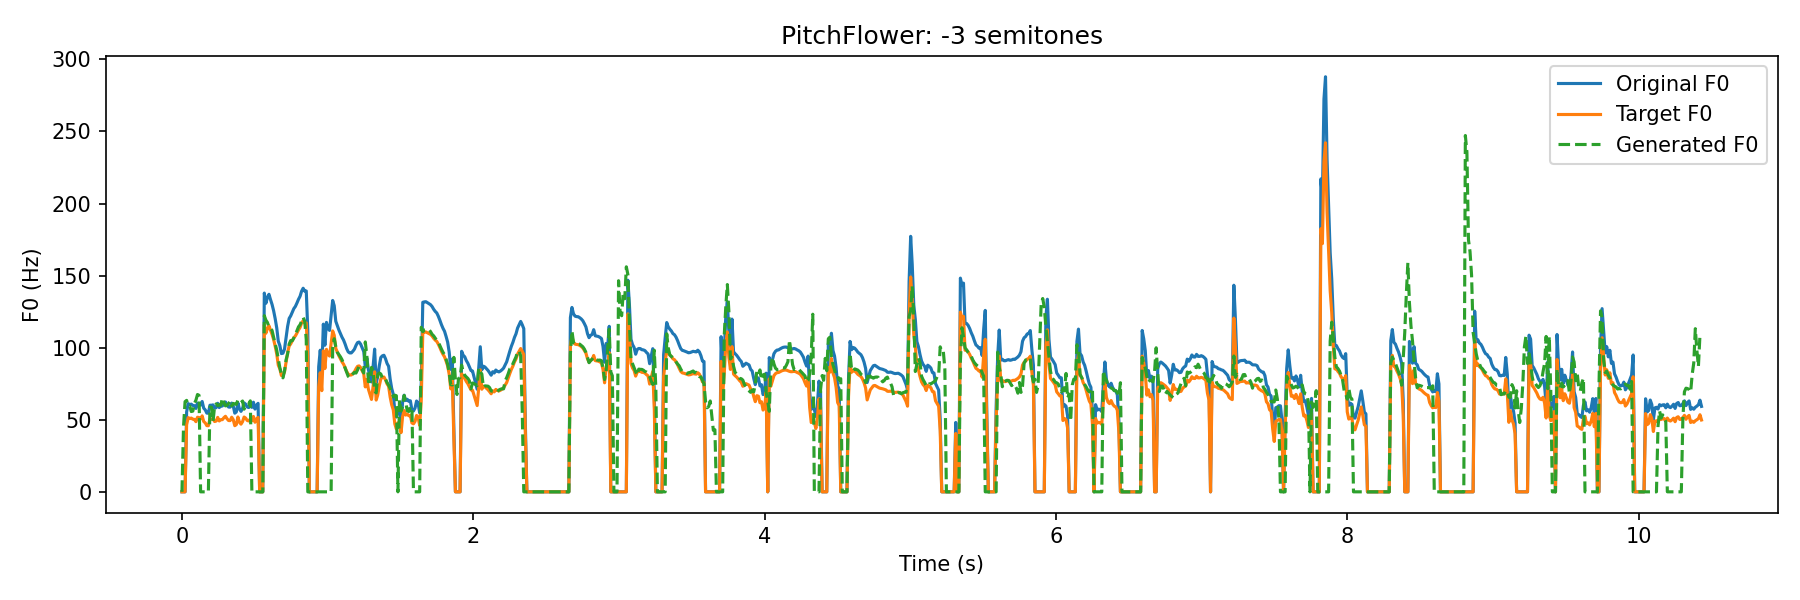 PitchFlower: -3 semitones
300
250
200
150
100
50
0
F0 (Hz)
Original F0
Target F0
Generated F0
0 2 4 6 8 10
Time (s)